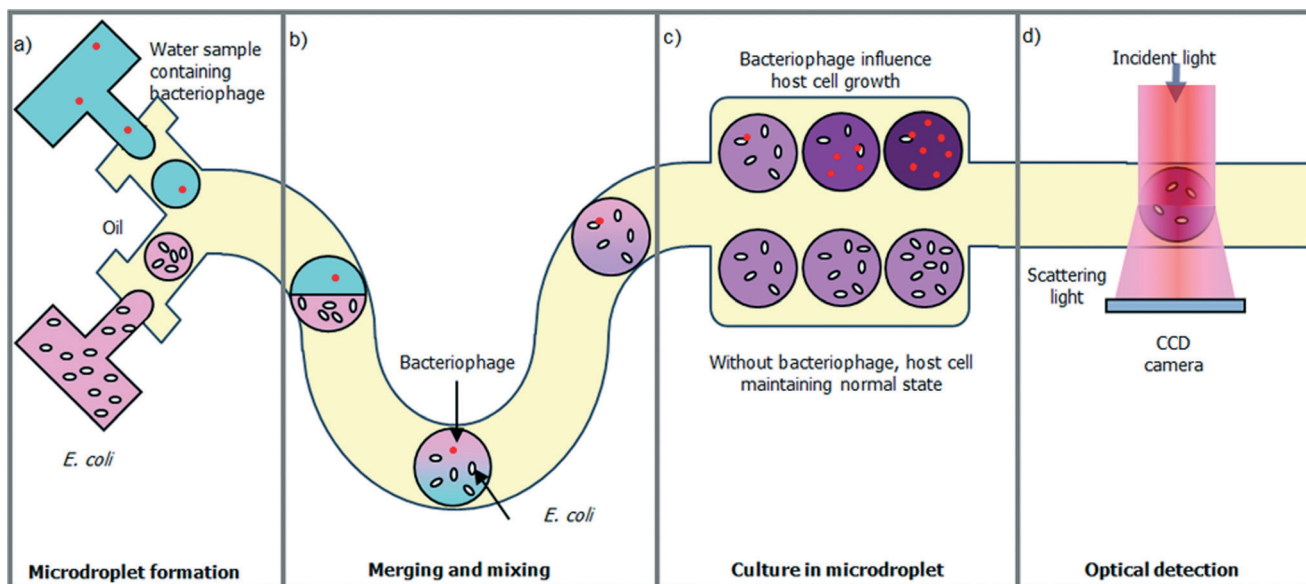 a)
Water sample
containing
bacteriophage
Oil
E. coli
Microdroplet formation
b)
Bacteriophage
E. coli
Merging and mixing
c)
Bacteriophage influence
host cell growth
Without bacteriophage, host cell
maintaining normal state
Culture in microdroplet
d)
Incident light
Scattering
light
CCD
camera
Optical detection